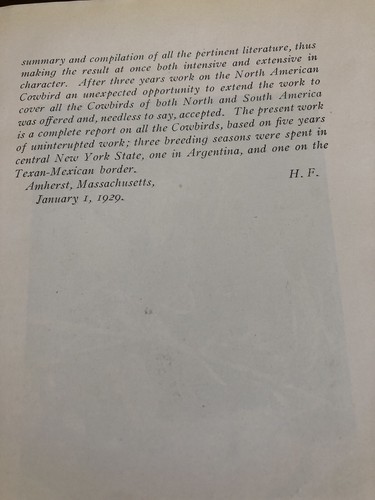 summary and compilation of all the pertinent literature, thus
making the result at once both intensive and extensive in
character. After three years work on the North American
Cowbird an unexpected opportunity to extend the work to
cover all the Cowbirds of both North and South America
was offered and, needless to say, accepted. The present work
is a complete report on all the Cowbirds, based on five years
of uninterupted work; three breeding seasons were spent in
central New York State, one in Argentina, and one on the
Texan-Mexican border.
H. F.
Amherst, Massachusetts,
January 1, 1929.